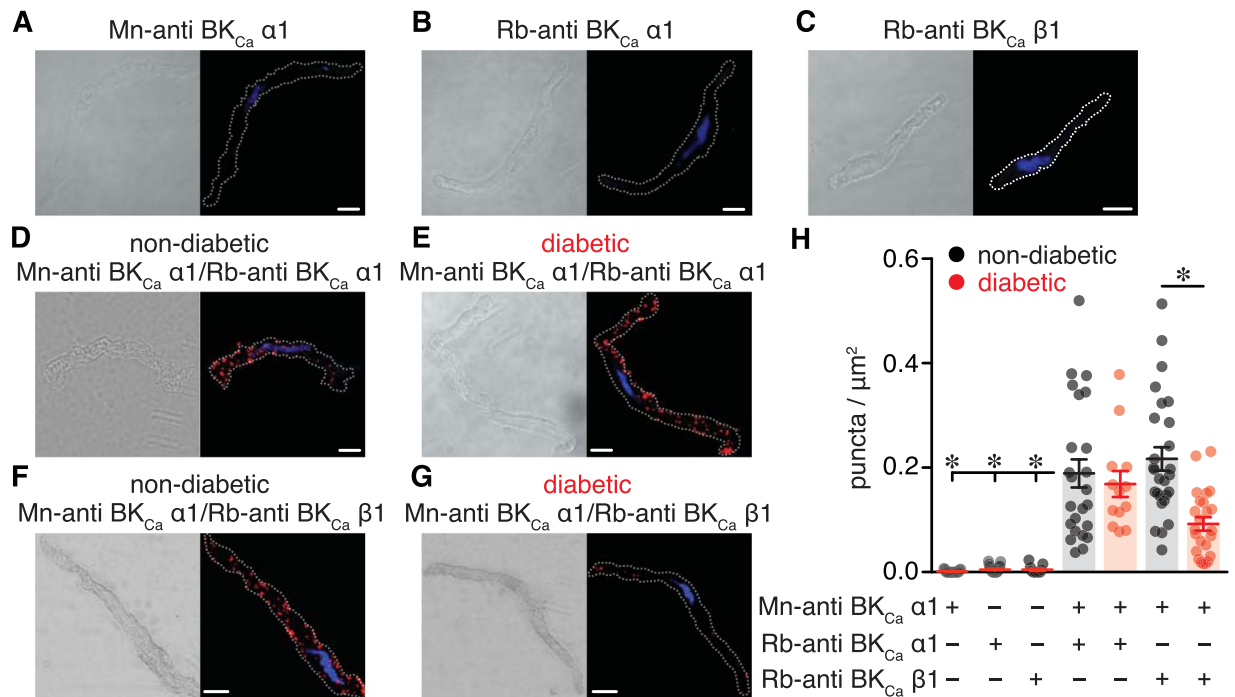 A
Mn-anti BKCa α1
B
Rb-anti BKCa α1
C
Rb-anti BKCa β1
D
non-diabetic
Mn-anti BKCa α1/Rb-anti BKCa α1
E
diabetic
Mn-anti BKCa α1/Rb-anti BKCa α1
F
non-diabetic
Mn-anti BKCa α1/Rb-anti BKCa β1
G
diabetic
Mn-anti BKCa α1/Rb-anti BKCa β1
H
non-diabetic
diabetic
puncta / µm²
0.6
0.4
0.2
0.0
*
* * *
Mn-anti BKCa α1 + − − + + + +
Rb-anti BKCa α1 − + − + + − −
Rb-anti BKCa β1 − − + − − + +